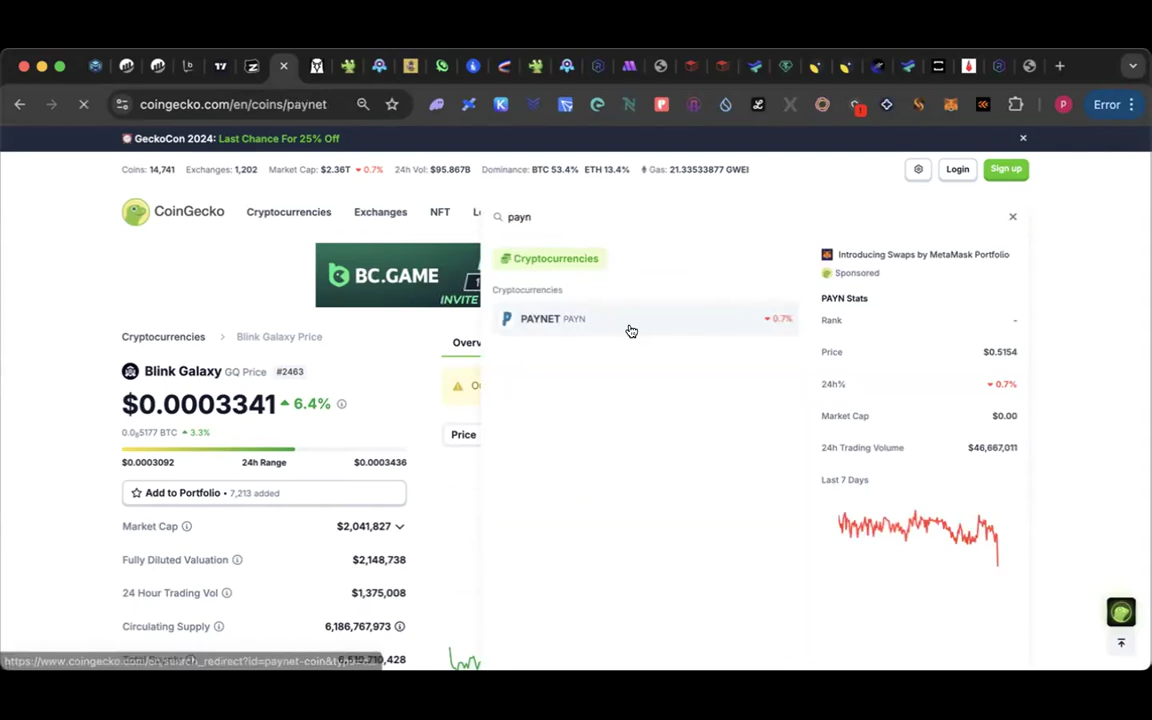 coingecko.com/en/coins/paynet
Error
GeckoCon 2024: Last Chance For 25% Off
Coins: 14,741 Exchanges: 1,202 Market Cap: $2.36T 0.7% 24h Vol: $95.867B Dominance: BTC 53.4% ETH 13.4% Gas: 21.33533877 GWEI
Login
Sign up
CoinGecko
Cryptocurrencies
Exchanges
NFT
payn
BC.GAME
INVITE
Cryptocurrencies
Cryptocurrencies
PAYNET PAYN 0.7%
Introducing Swaps by MetaMask Portfolio
Sponsored
PAYN Stats
Rank -
Price $0.5154
24h% 0.7%
Market Cap $0.00
24h Trading Volume $46,667,011
Last 7 Days
Cryptocurrencies > Blink Galaxy Price
Blink Galaxy GQ Price #2463
$0.0003341 6.4%
0.0₆5177 BTC 3.3%
$0.0003092 24h Range $0.0003436
Add to Portfolio • 7,213 added
Market Cap $2,041,827
Fully Diluted Valuation $2,148,738
24 Hour Trading Vol $1,375,008
Circulating Supply 6,186,767,973
Overv
Price